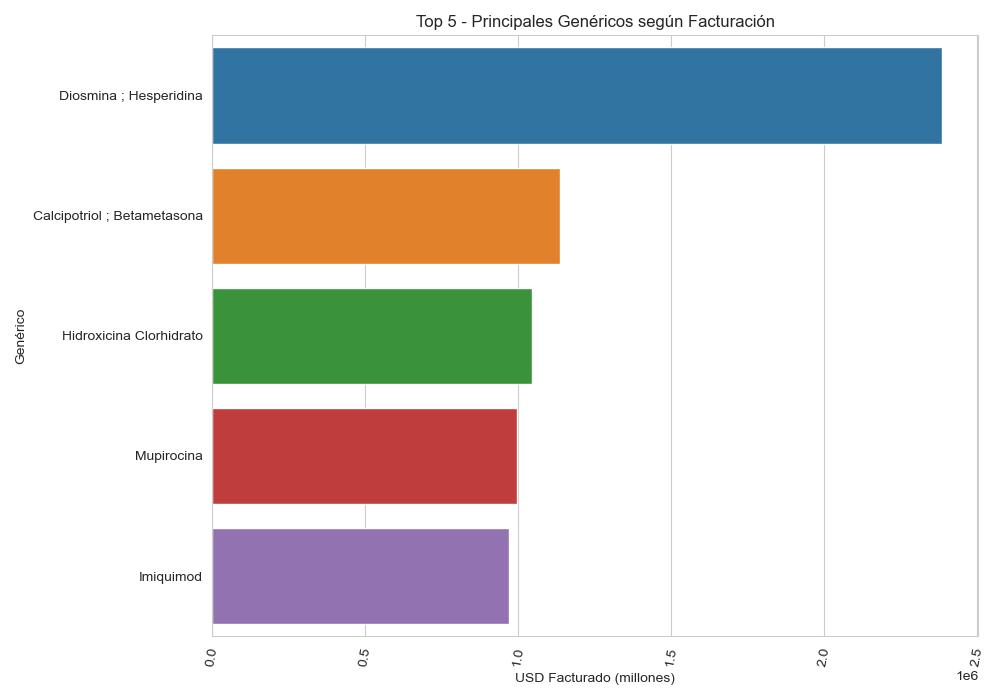 Top 5 - Principales Genéricos según Facturación
Diosmina ; Hesperidina
Calcipotriol ; Betametasona
Hidroxicina Clorhidrato
Mupirocina
Imiquimod
Genérico
0.0
0.5
1.0
1.5
2.0
2.5
1e6
USD Facturado (millones)